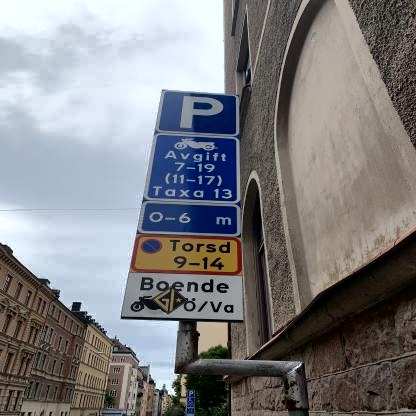 P
Avgift
7-19
(11-17)
Taxa 13
0-6 m
Torsd
9-14
Boende
Ö/Va